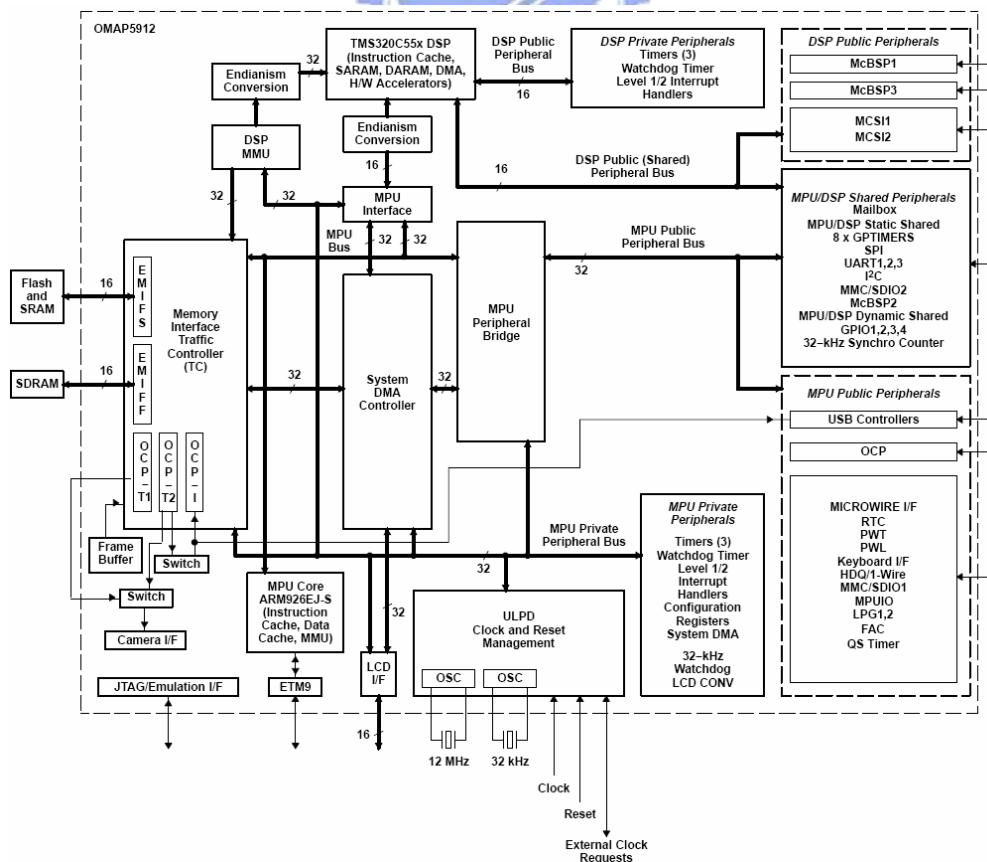 OMAP5912
TMS320C55x DSP
(Instruction Cache,
SARAM, DARAM, DMA,
H/W Accelerators)
32
Endianism
Conversion
DSP Public
Peripheral
Bus
16
DSP Private Peripherals
Timers (3)
Watchdog Timer
Level 1/2 Interrupt
Handlers
DSP Public Peripherals
McBSP1
McBSP3
MCSI1
MCSI2
DSP
MMU
Endianism
Conversion
16
16
DSP Public (Shared)
Peripheral Bus
32
32
MPU
Interface
MPU
Bus
32
32
MPU Public
Peripheral Bus
32
MPU/DSP Shared Peripherals
Mailbox
MPU/DSP Static Shared
8 x GPTIMERS
SPI
UART1,2,3
I²C
MMC/SDIO2
McBSP2
MPU/DSP Dynamic Shared
GPIO1,2,3,4
32–kHz Synchro Counter
Flash
and
SRAM
16
E
M
I
F
S
Memory
Interface
Traffic
Controller
(TC)
SDRAM
16
E
M
I
F
F
32
System
DMA
Controller
32
MPU
Peripheral
Bridge
O
C
P
–
T1
O
C
P
–
T2
O
C
P
–
I
MPU Public Peripherals
USB Controllers
OCP
MICROWIRE I/F
RTC
PWT
PWL
Keyboard I/F
HDQ/1-Wire
MMC/SDIO1
MPUIO
LPG1,2
FAC
QS Timer
Frame
Buffer
Switch
Switch
Camera I/F
MPU Core
ARM926EJ-S
(Instruction
Cache, Data
Cache, MMU)
32
32
MPU Private
Peripheral Bus
MPU Private
Peripherals
Timers (3)
Watchdog Timer
Level 1/2
Interrupt
Handlers
Configuration
Registers
System DMA
32–kHz
Watchdog
LCD CONV
ULPD
Clock and Reset
Management
OSC
OSC
LCD
I/F
JTAG/Emulation I/F
ETM9
16
12 MHz
32 kHz
Clock
Reset
External Clock
Requests